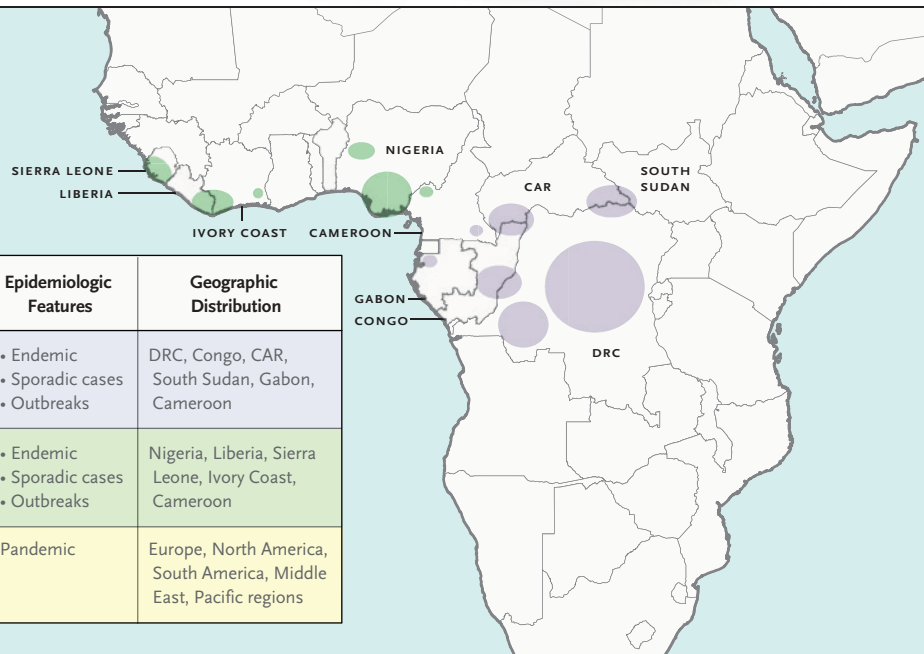 NIGERIA
SOUTH
SUDAN
CAR
SIERRA LEONE
LIBERIA
IVORY COAST
CAMEROON
GABON
CONGO
DRC
Epidemiologic
Features
Geographic
Distribution
• Endemic
• Sporadic cases
• Outbreaks
DRC, Congo, CAR,
South Sudan, Gabon,
Cameroon
• Endemic
• Sporadic cases
• Outbreaks
Nigeria, Liberia, Sierra
Leone, Ivory Coast,
Cameroon
Pandemic
Europe, North America,
South America, Middle
East, Pacific regions